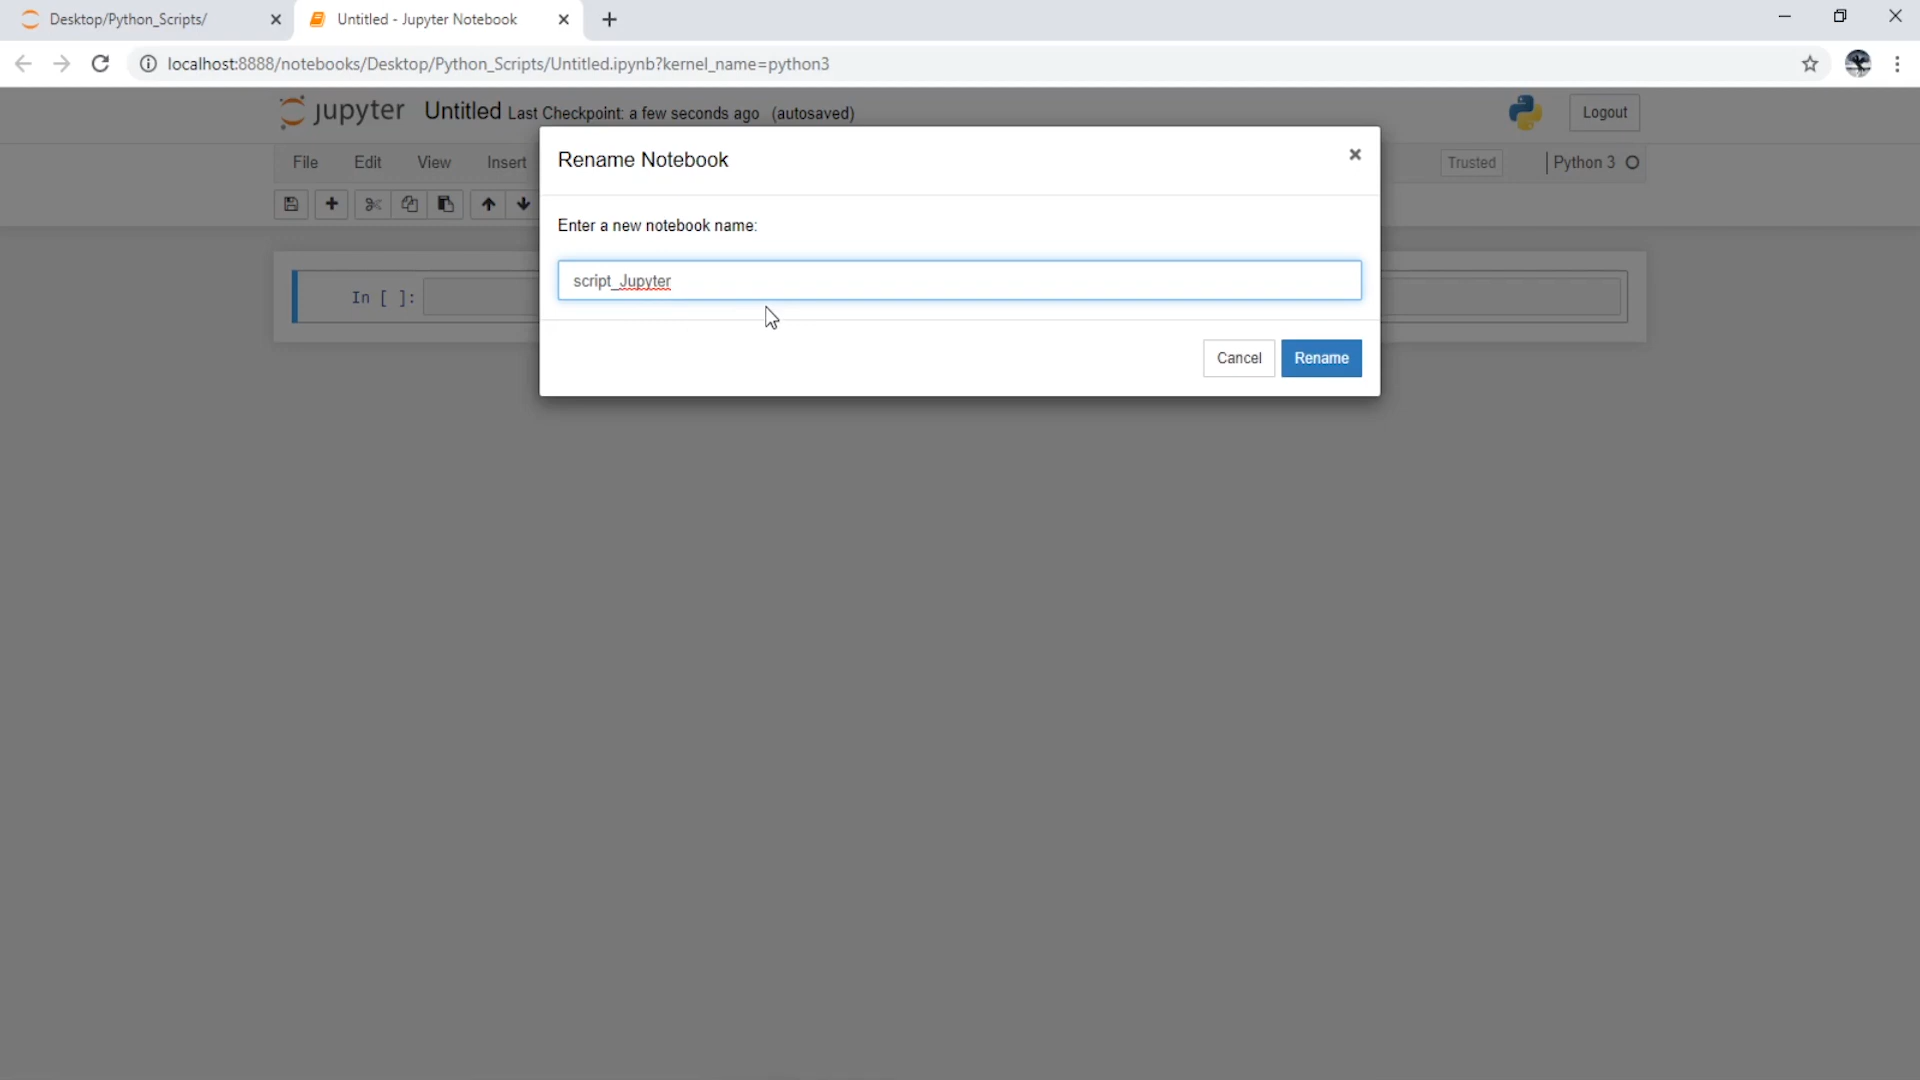 Desktop/Python_Scripts/
Untitled - Jupyter Notebook
localhost:8888/notebooks/Desktop/Python_Scripts/Untitled.ipynb?kernel_name=python3
jupyter Untitled Last Checkpoint: a few seconds ago (autosaved)
Logout
File Edit View Insert
Trusted
Python 3
Rename Notebook
Enter a new notebook name:
script_Jupyter
In [ ]:
Cancel Rename